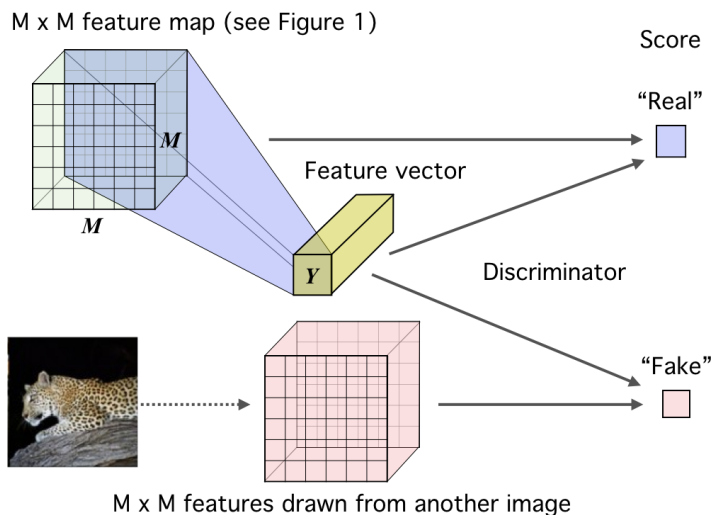 M x M feature map (see Figure 1)
Score
"Real"
M
Feature vector
M
Y
Discriminator
"Fake"
M x M features drawn from another image